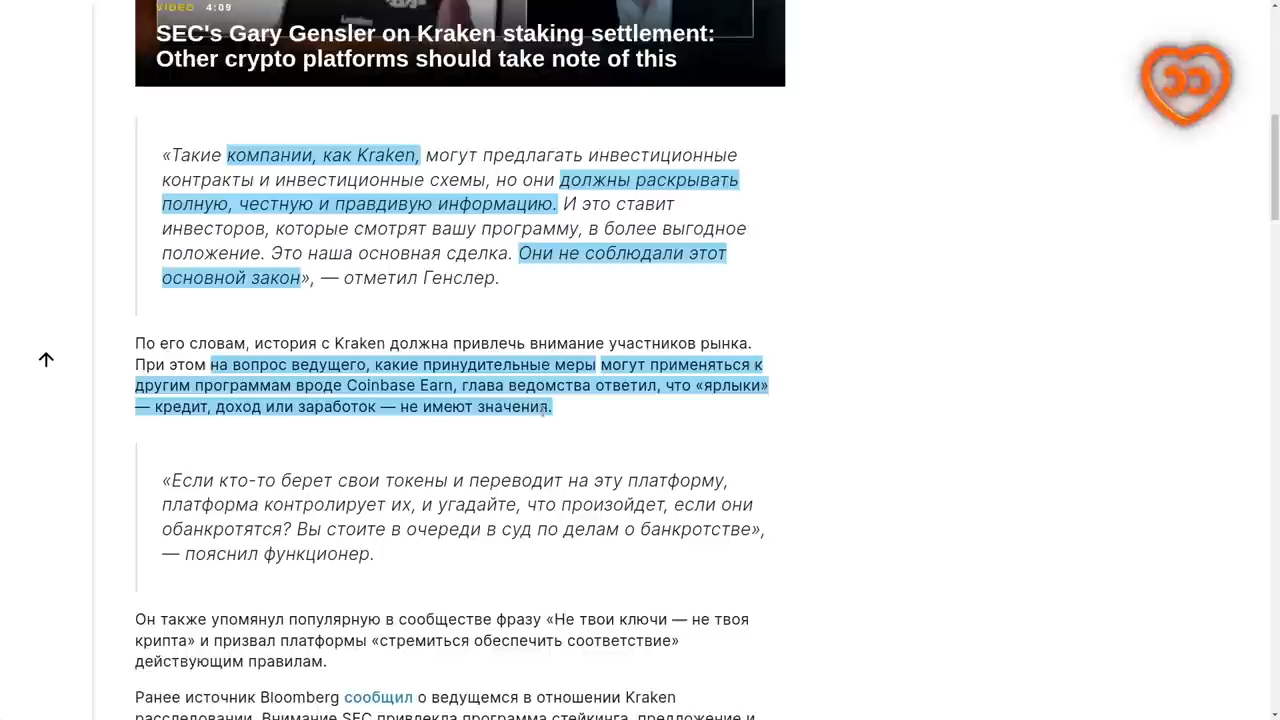 VIDEO 4:09
SEC's Gary Gensler on Kraken staking settlement:
Other crypto platforms should take note of this
«Такие компании, как Kraken, могут предлагать инвестиционные
контракты и инвестиционные схемы, но они должны раскрывать
полную, честную и правдивую информацию. И это ставит
инвесторов, которые смотрят вашу программу, в более выгодное
положение. Это наша основная сделка. Они не соблюдали этот
основной закон», — отметил Генслер.
По его словам, история с Kraken должна привлечь внимание участников рынка.
При этом на вопрос ведущего, какие принудительные меры могут применяться к
другим программам вроде Coinbase Earn, глава ведомства ответил, что «ярлыки»
— кредит, доход или заработок — не имеют значения.
«Если кто-то берет свои токены и переводит на эту платформу,
платформа контролирует их, и угадайте, что произойдет, если они
обанкротятся? Вы стоите в очереди в суд по делам о банкротстве»,
— пояснил функционер.
Он также упомянул популярную в сообществе фразу «Не твои ключи — не твоя
крипта» и призвал платформы «стремиться обеспечить соответствие»
действующим правилам.
Ранее источник Bloomberg сообщил о ведущемся в отношении Kraken
расследовании. Внимание SEC привлекла программа стейкинга, предложение и